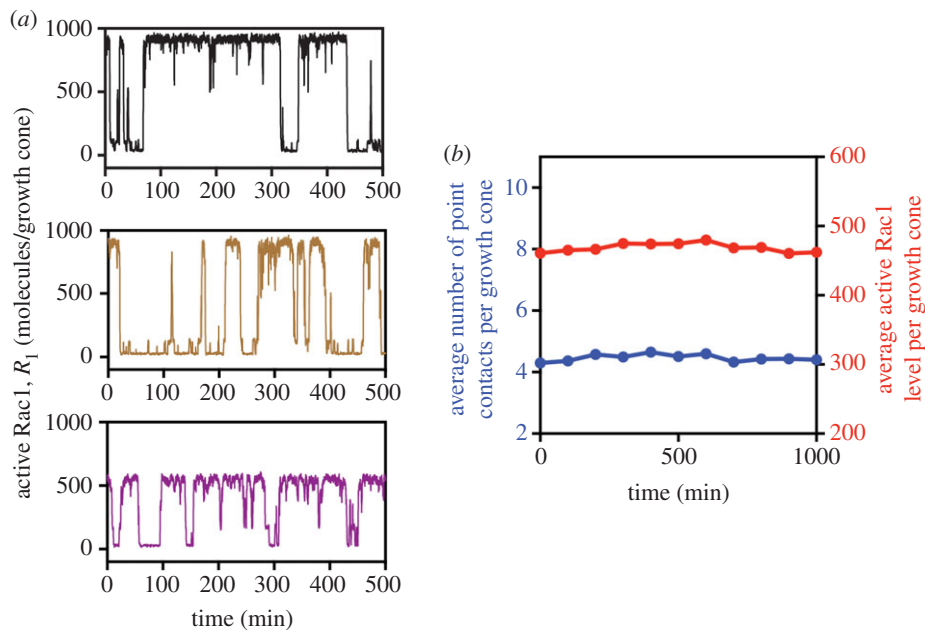 (a)
active Rac1, R1 (molecules/growth cone)
1000
500
0
0 100 200 300 400 500
1000
500
0
0 100 200 300 400 500
1000
500
0
0 100 200 300 400 500
time (min)
(b)
average number of point
contacts per growth cone
10
8
6
4
2
600
500
400
300
200
average active Rac1
level per growth cone
0 500 1000
time (min)